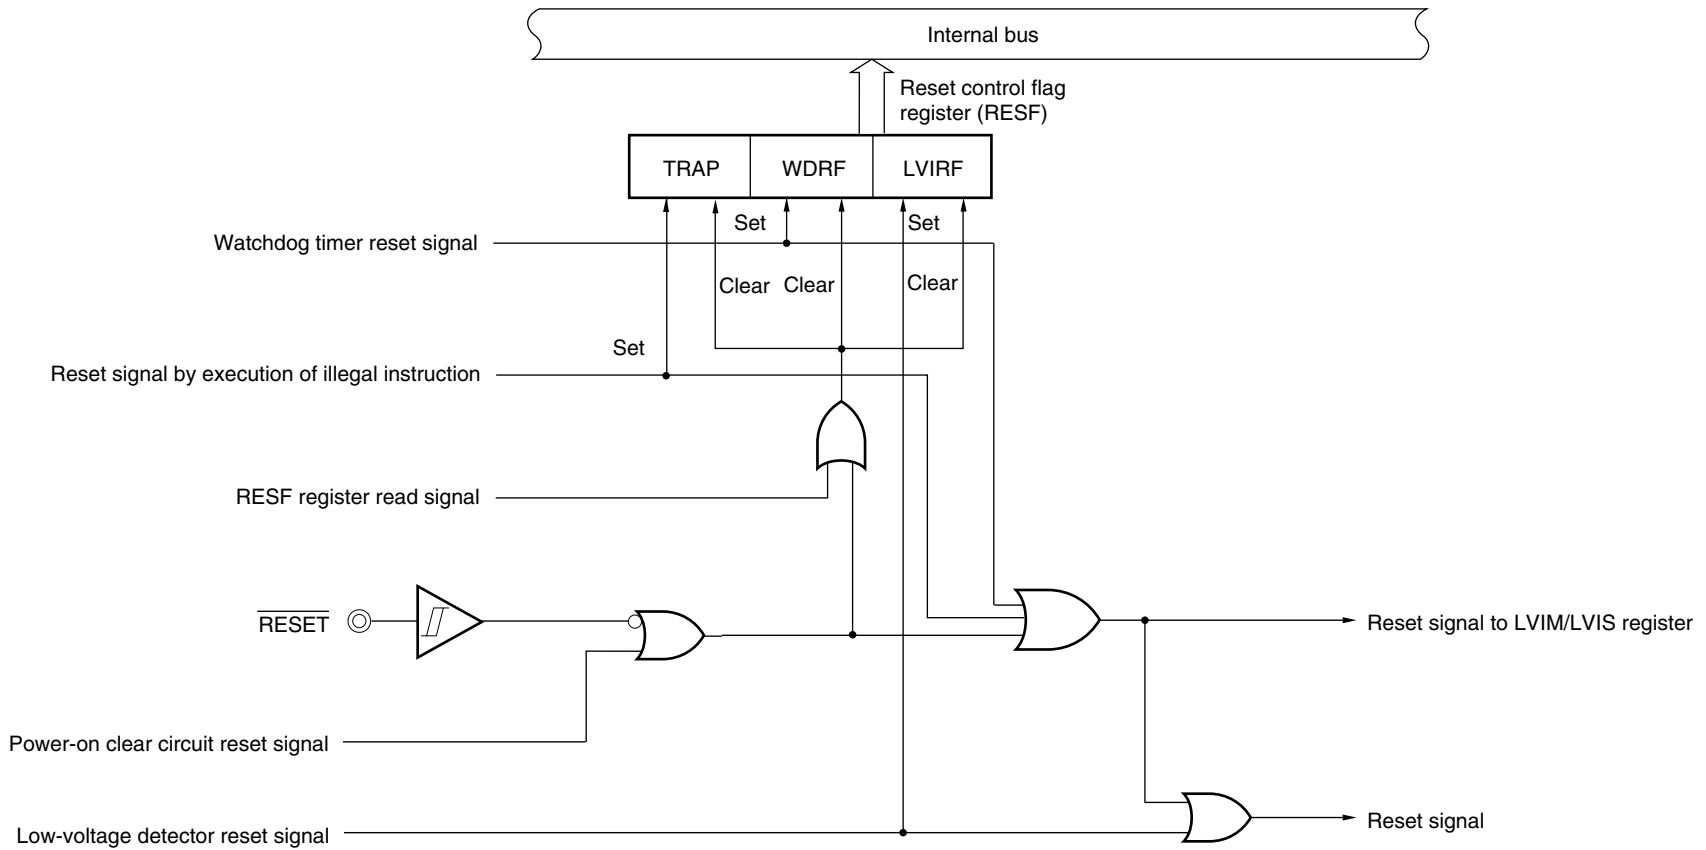 Internal bus
Reset control flag
register (RESF)
TRAP
WDRF
LVIRF
Set
Set
Watchdog timer reset signal
Clear
Clear
Clear
Set
Reset signal by execution of illegal instruction
RESF register read signal
RESET
Reset signal to LVIM/LVIS register
Power-on clear circuit reset signal
Low-voltage detector reset signal
Reset signal